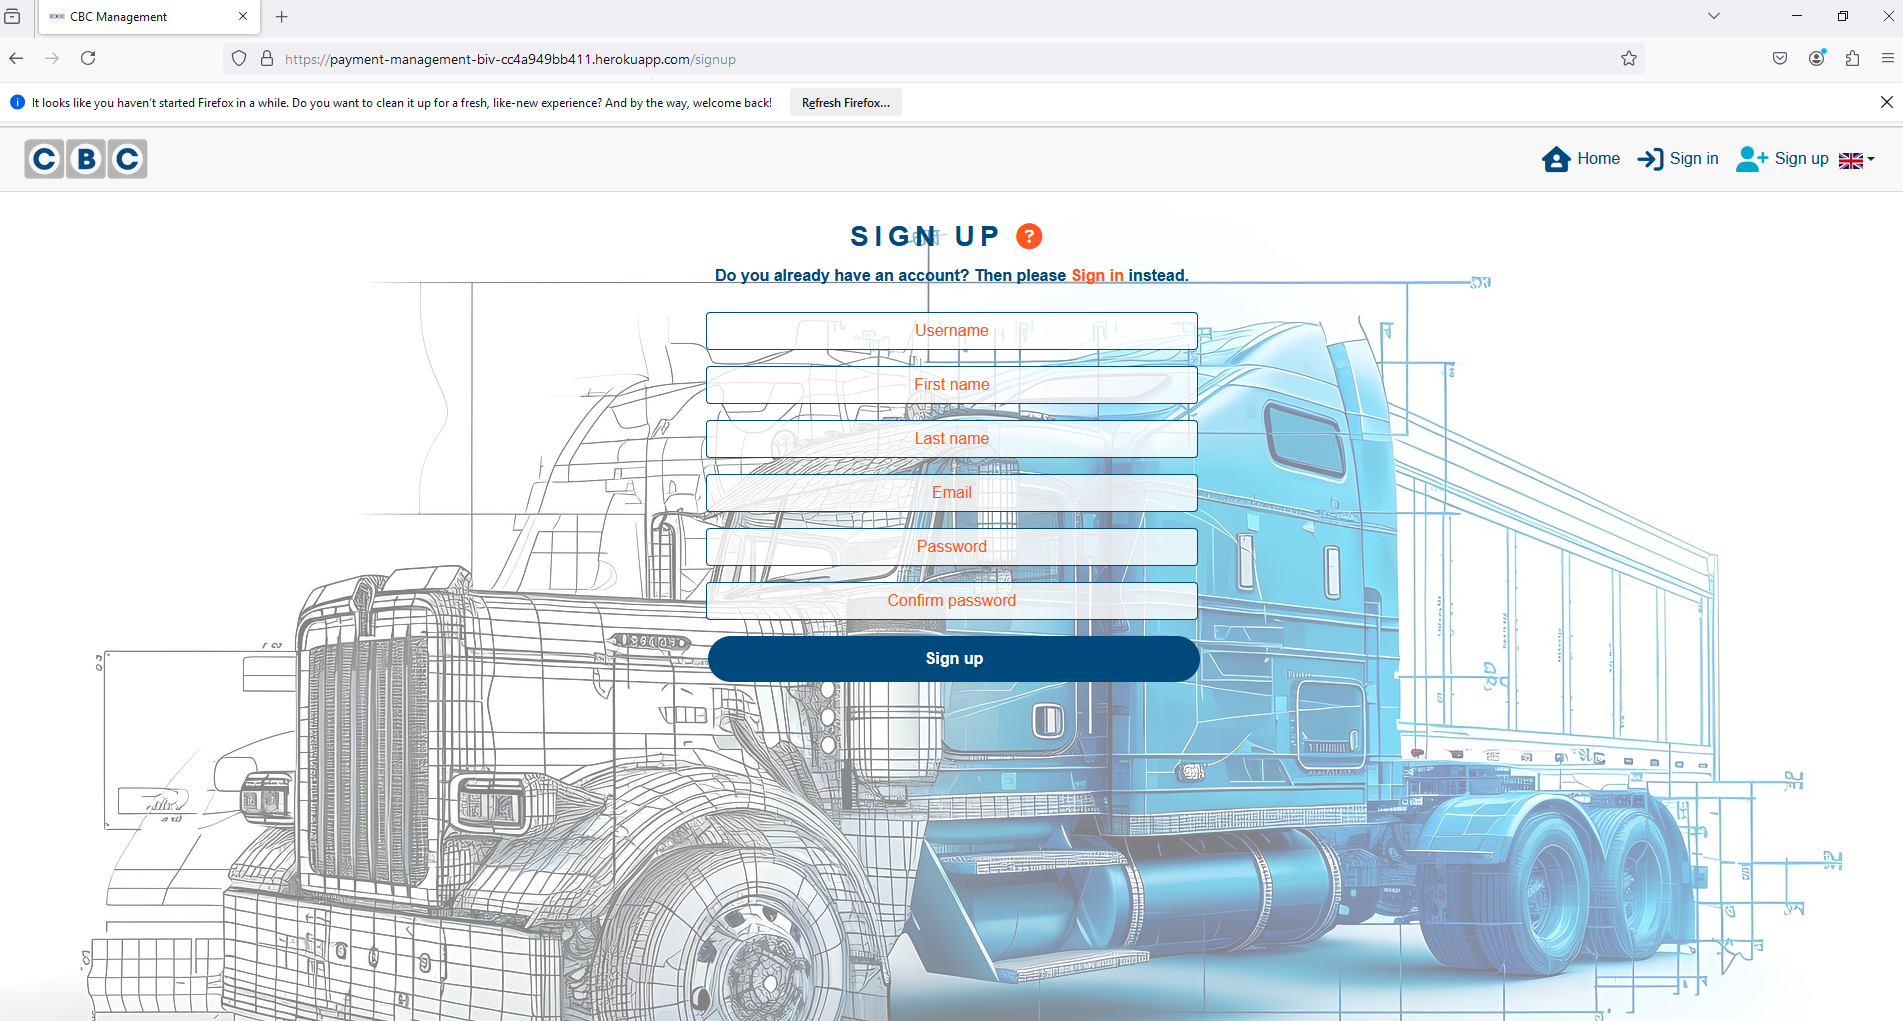 CBC Management
https://payment-management-biv-cc4a949bb411.herokuapp.com/signup
It looks like you haven't started Firefox in a while. Do you want to clean it up for a fresh, like-new experience? And by the way, welcome back! Refresh Firefox...
CBC Home Sign in Sign up
SIGN UP ?
Do you already have an account? Then please Sign in instead.
Username
First name
Last name
Email
Password
Confirm password
Sign up